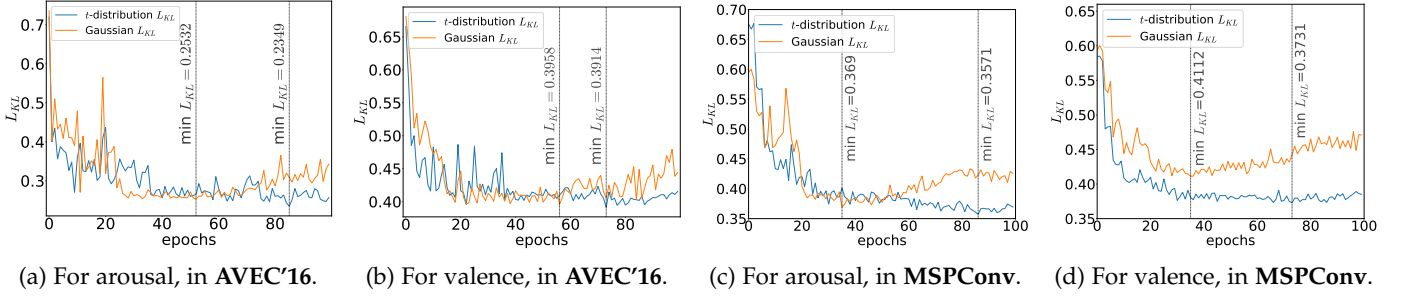 t-distribution L_KL
Gaussian L_KL
L_KL
0.7
0.6
0.5
0.4
0.3
min L_KL = 0.2532
min L_KL = 0.2349
0 20 40 60 80
epochs
(a) For arousal, in AVEC'16.
t-distribution L_KL
Gaussian L_KL
L_KL
0.65
0.60
0.55
0.50
0.45
0.40
min L_KL = 0.3958
min L_KL = 0.3914
0 20 40 60 80
epochs
(b) For valence, in AVEC'16.
t-distribution L_KL
Gaussian L_KL
L_KL
0.70
0.65
0.60
0.55
0.50
0.45
0.40
0.35
min L_KL=0.369
min L_KL=0.3571
0 20 40 60 80 100
epochs
(c) For arousal, in MSPConv.
t-distribution L_KL
Gaussian L_KL
L_KL
0.65
0.60
0.55
0.50
0.45
0.40
0.35
min L_KL=0.4112
min L_KL=0.3731
0 20 40 60 80 100
epochs
(d) For valence, in MSPConv.